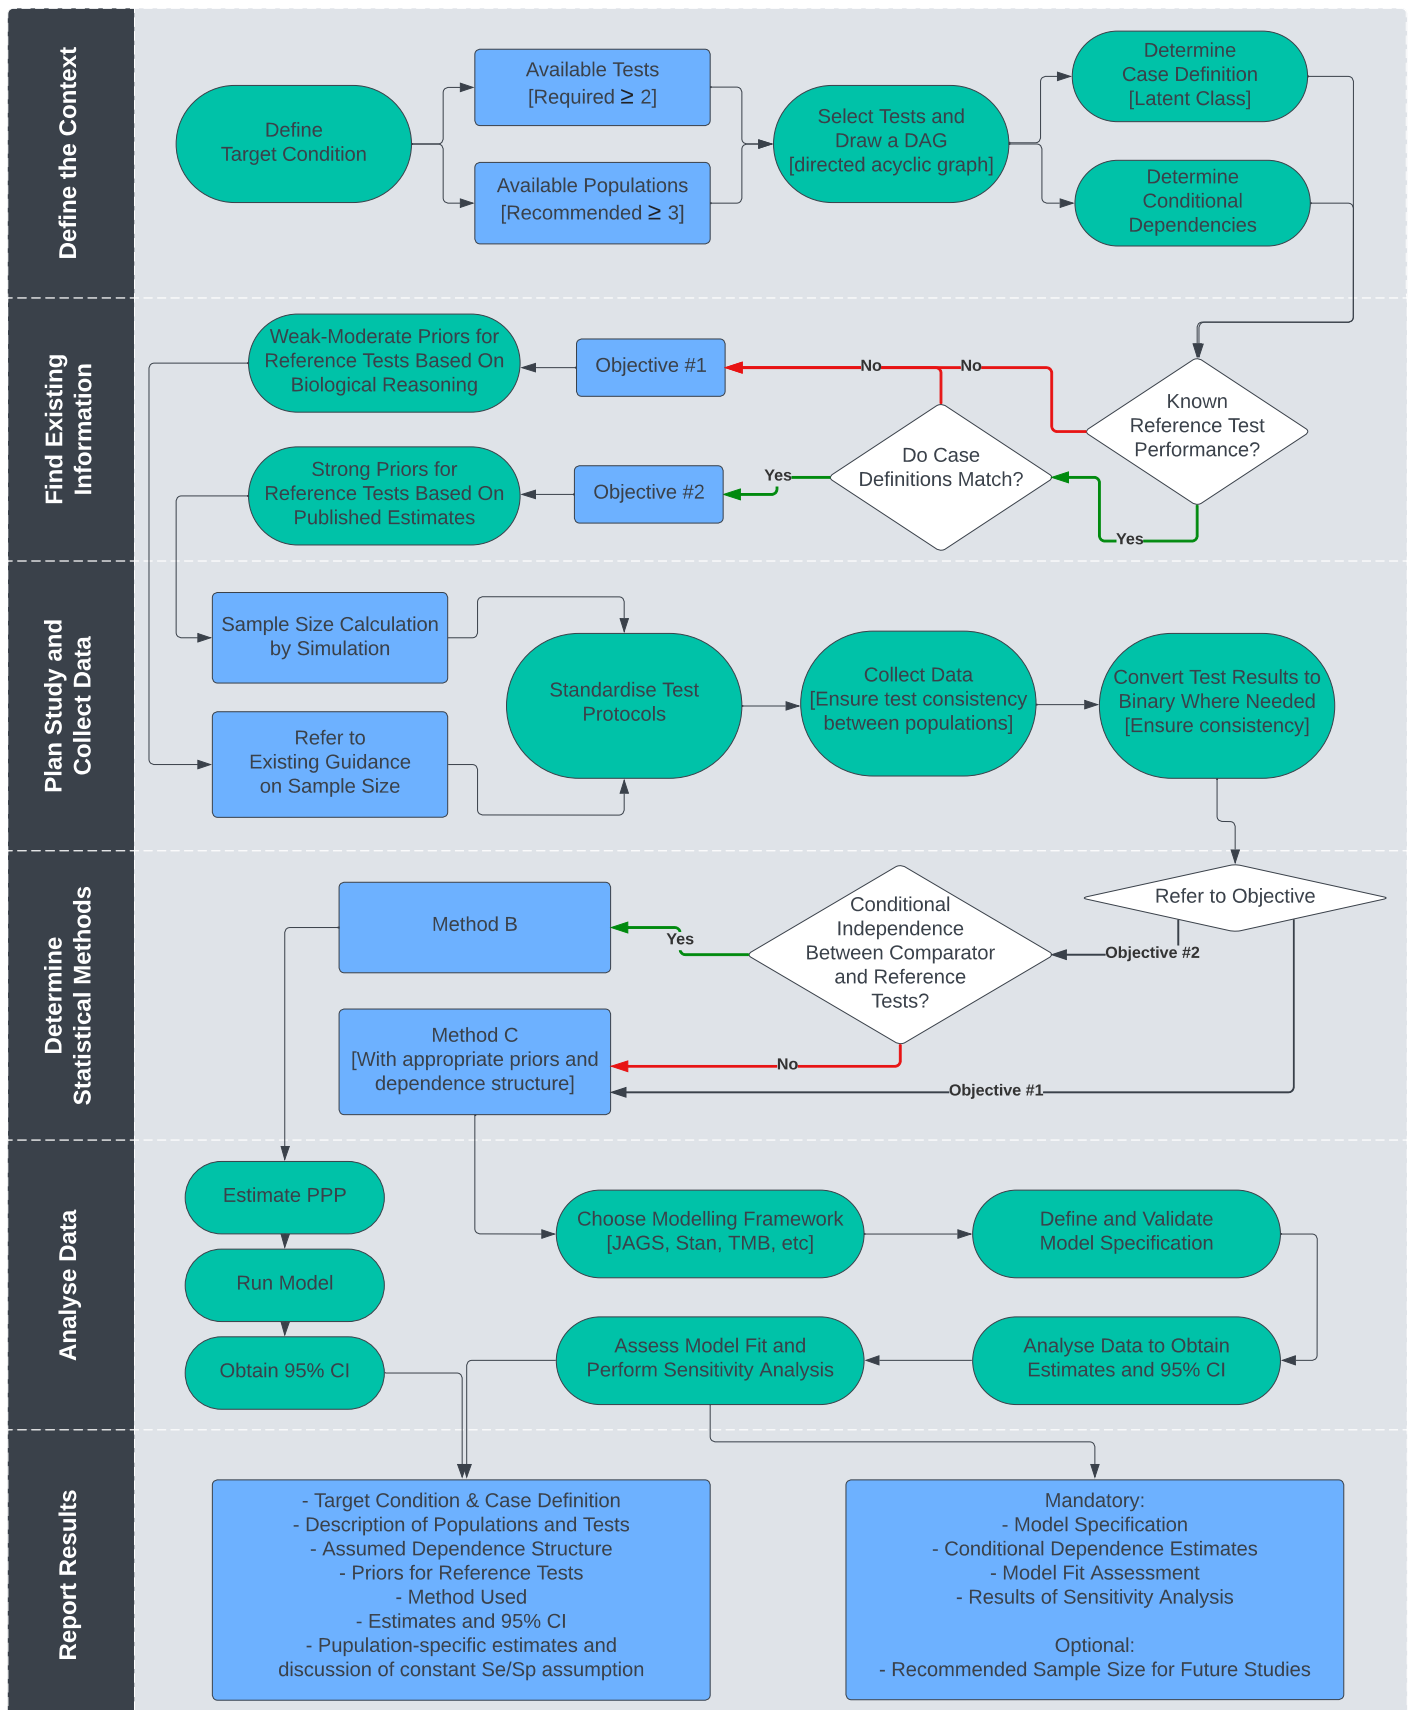 Define the Context
Define
Target Condition
Available Tests
[Required ≥ 2]
Available Populations
[Recommended ≥ 3]
Select Tests and
Draw a DAG
[directed acyclic graph]
Determine
Case Definition
[Latent Class]
Determine
Conditional
Dependencies
Find Existing
Information
Weak-Moderate Priors for
Reference Tests Based On
Biological Reasoning
Objective #1
No
No
Known
Reference Test
Performance?
Do Case
Definitions Match?
Strong Priors for
Reference Tests Based On
Published Estimates
Objective #2
Yes
Yes
Plan Study and
Collect Data
Sample Size Calculation
by Simulation
Refer to
Existing Guidance
on Sample Size
Standardise Test
Protocols
Collect Data
[Ensure test consistency
between populations]
Convert Test Results to
Binary Where Needed
[Ensure consistency]
Determine
Statistical Methods
Refer to Objective
Objective #2
Conditional
Independence
Between Comparator
and Reference
Tests?
Yes
Method B
Method C
[With appropriate priors and
dependence structure]
No
Objective #1
Analyse Data
Estimate PPP
Run Model
Obtain 95% CI
Choose Modelling Framework
[JAGS, Stan, TMB, etc]
Define and Validate
Model Specification
Assess Model Fit and
Perform Sensitivity Analysis
Analyse Data to Obtain
Estimates and 95% CI
Report Results
- Target Condition & Case Definition
- Description of Populations and Tests
- Assumed Dependence Structure
- Priors for Reference Tests
- Method Used
- Estimates and 95% CI
- Pupulation-specific estimates and
discussion of constant Se/Sp assumption
Mandatory:
- Model Specification
- Conditional Dependence Estimates
- Model Fit Assessment
- Results of Sensitivity Analysis
Optional:
- Recommended Sample Size for Future Studies